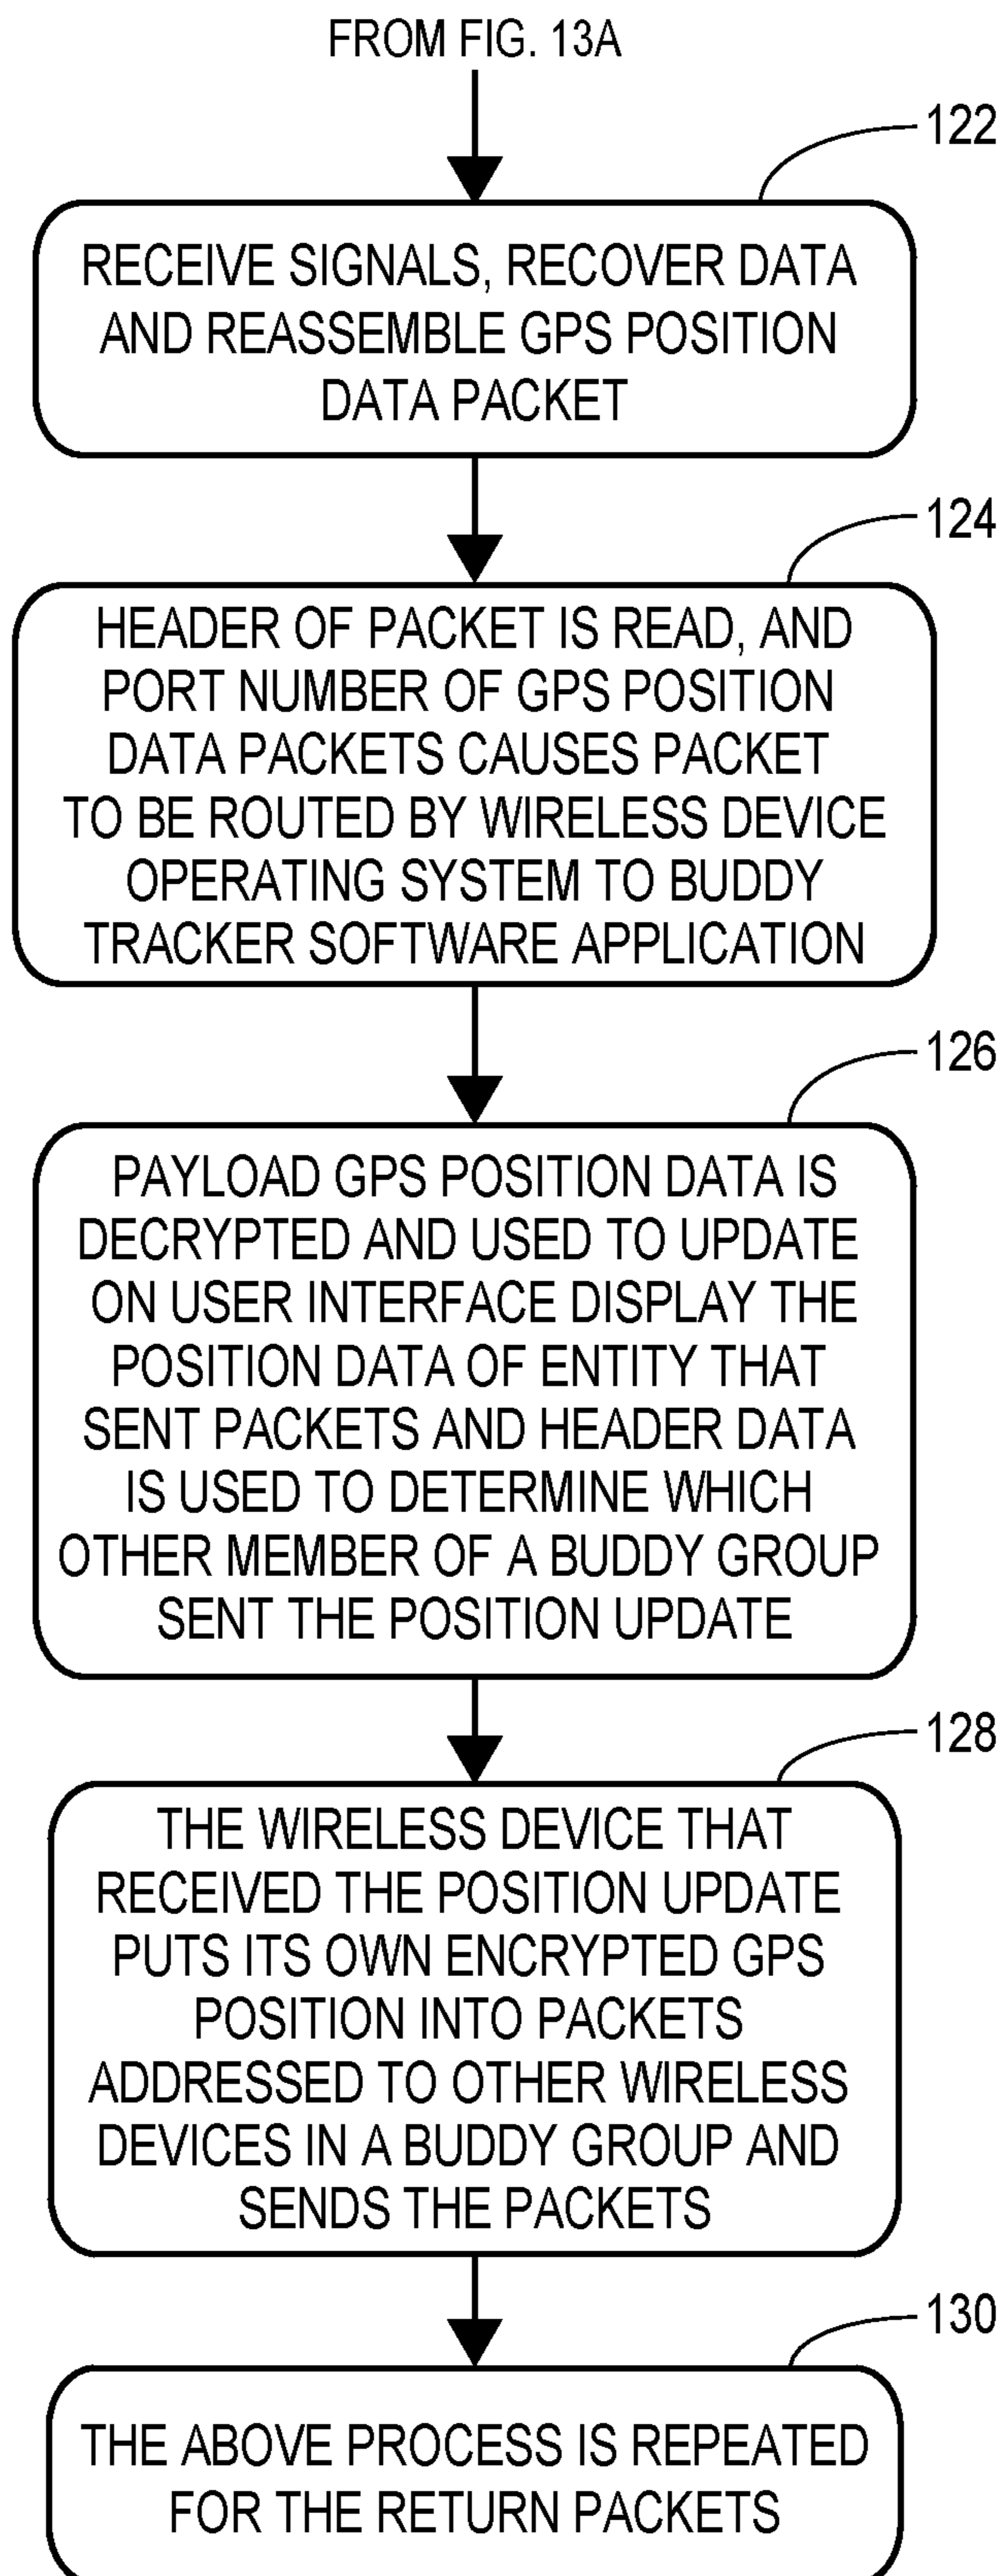 FROM FIG. 13A
122
RECEIVE SIGNALS, RECOVER DATA
AND REASSEMBLE GPS POSITION
DATA PACKET
124
HEADER OF PACKET IS READ, AND
PORT NUMBER OF GPS POSITION
DATA PACKETS CAUSES PACKET
TO BE ROUTED BY WIRELESS DEVICE
OPERATING SYSTEM TO BUDDY
TRACKER SOFTWARE APPLICATION
126
PAYLOAD GPS POSITION DATA IS
DECRYPTED AND USED TO UPDATE
ON USER INTERFACE DISPLAY THE
POSITION DATA OF ENTITY THAT
SENT PACKETS AND HEADER DATA
IS USED TO DETERMINE WHICH
OTHER MEMBER OF A BUDDY GROUP
SENT THE POSITION UPDATE
128
THE WIRELESS DEVICE THAT
RECEIVED THE POSITION UPDATE
PUTS ITS OWN ENCRYPTED GPS
POSITION INTO PACKETS
ADDRESSED TO OTHER WIRELESS
DEVICES IN A BUDDY GROUP AND
SENDS THE PACKETS
130
THE ABOVE PROCESS IS REPEATED
FOR THE RETURN PACKETS